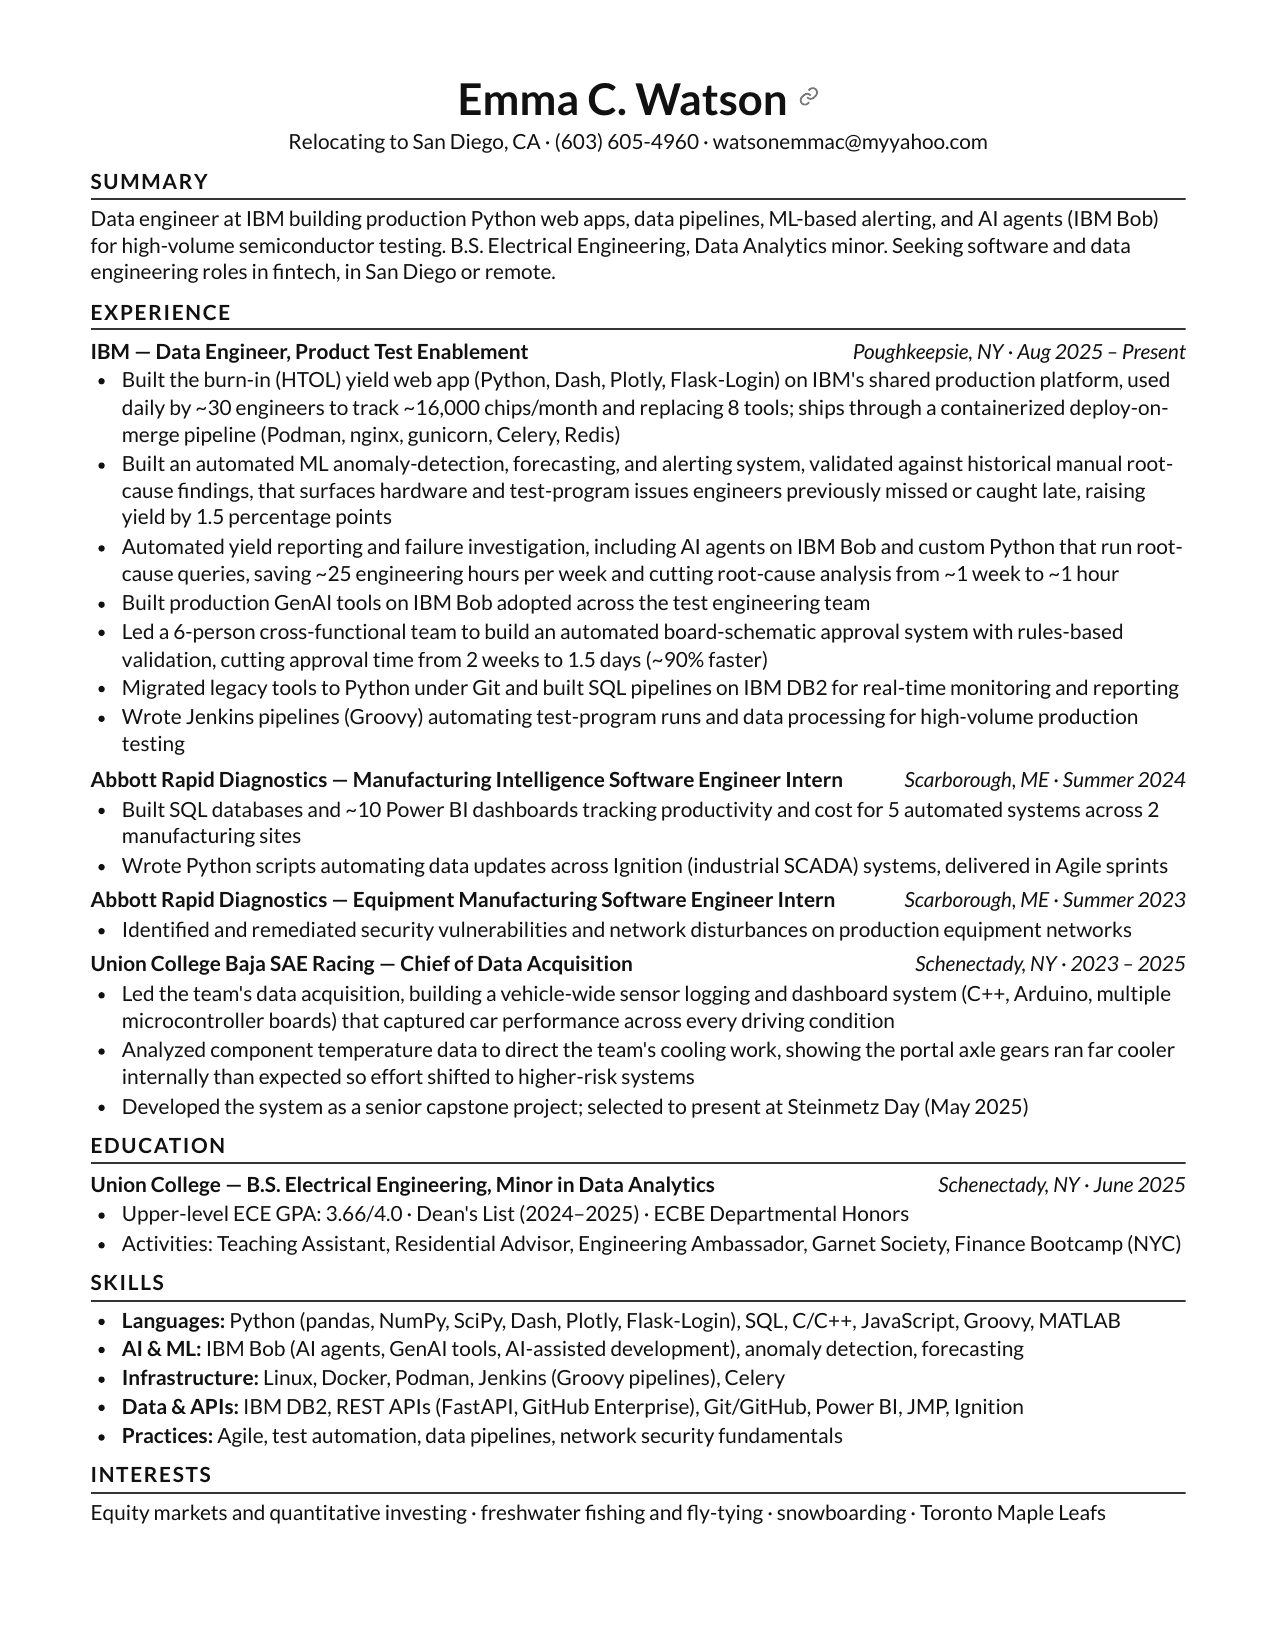 Emma C. Watson
Relocating to San Diego, CA · (603) 605-4960 · watsonemmac@myyahoo.com
SUMMARY
Data engineer at IBM building production Python web apps, data pipelines, ML-based alerting, and AI agents (IBM Bob)
for high-volume semiconductor testing. B.S. Electrical Engineering, Data Analytics minor. Seeking software and data
engineering roles in fintech, in San Diego or remote.
EXPERIENCE
IBM — Data Engineer, Product Test Enablement Poughkeepsie, NY · Aug 2025 – Present
• Built the burn-in (HTOL) yield web app (Python, Dash, Plotly, Flask-Login) on IBM's shared production platform, used
daily by ~30 engineers to track ~16,000 chips/month and replacing 8 tools; ships through a containerized deploy-on-
merge pipeline (Podman, nginx, gunicorn, Celery, Redis)
• Built an automated ML anomaly-detection, forecasting, and alerting system, validated against historical manual root-
cause findings, that surfaces hardware and test-program issues engineers previously missed or caught late, raising
yield by 1.5 percentage points
• Automated yield reporting and failure investigation, including AI agents on IBM Bob and custom Python that run root-
cause queries, saving ~25 engineering hours per week and cutting root-cause analysis from ~1 week to ~1 hour
• Built production GenAI tools on IBM Bob adopted across the test engineering team
• Led a 6-person cross-functional team to build an automated board-schematic approval system with rules-based
validation, cutting approval time from 2 weeks to 1.5 days (~90% faster)
• Migrated legacy tools to Python under Git and built SQL pipelines on IBM DB2 for real-time monitoring and reporting
• Wrote Jenkins pipelines (Groovy) automating test-program runs and data processing for high-volume production
testing
Abbott Rapid Diagnostics — Manufacturing Intelligence Software Engineer Intern Scarborough, ME · Summer 2024
• Built SQL databases and ~10 Power BI dashboards tracking productivity and cost for 5 automated systems across 2
manufacturing sites
• Wrote Python scripts automating data updates across Ignition (industrial SCADA) systems, delivered in Agile sprints
Abbott Rapid Diagnostics — Equipment Manufacturing Software Engineer Intern Scarborough, ME · Summer 2023
• Identified and remediated security vulnerabilities and network disturbances on production equipment networks
Union College Baja SAE Racing — Chief of Data Acquisition Schenectady, NY · 2023 – 2025
• Led the team's data acquisition, building a vehicle-wide sensor logging and dashboard system (C++, Arduino, multiple
microcontroller boards) that captured car performance across every driving condition
• Analyzed component temperature data to direct the team's cooling work, showing the portal axle gears ran far cooler
internally than expected so effort shifted to higher-risk systems
• Developed the system as a senior capstone project; selected to present at Steinmetz Day (May 2025)
EDUCATION
Union College — B.S. Electrical Engineering, Minor in Data Analytics Schenectady, NY · June 2025
• Upper-level ECE GPA: 3.66/4.0 · Dean's List (2024–2025) · ECBE Departmental Honors
• Activities: Teaching Assistant, Residential Advisor, Engineering Ambassador, Garnet Society, Finance Bootcamp (NYC)
SKILLS
• Languages: Python (pandas, NumPy, SciPy, Dash, Plotly, Flask-Login), SQL, C/C++, JavaScript, Groovy, MATLAB
• AI & ML: IBM Bob (AI agents, GenAI tools, AI-assisted development), anomaly detection, forecasting
• Infrastructure: Linux, Docker, Podman, Jenkins (Groovy pipelines), Celery
• Data & APIs: IBM DB2, REST APIs (FastAPI, GitHub Enterprise), Git/GitHub, Power BI, JMP, Ignition
• Practices: Agile, test automation, data pipelines, network security fundamentals
INTERESTS
Equity markets and quantitative investing · freshwater fishing and fly-tying · snowboarding · Toronto Maple Leafs